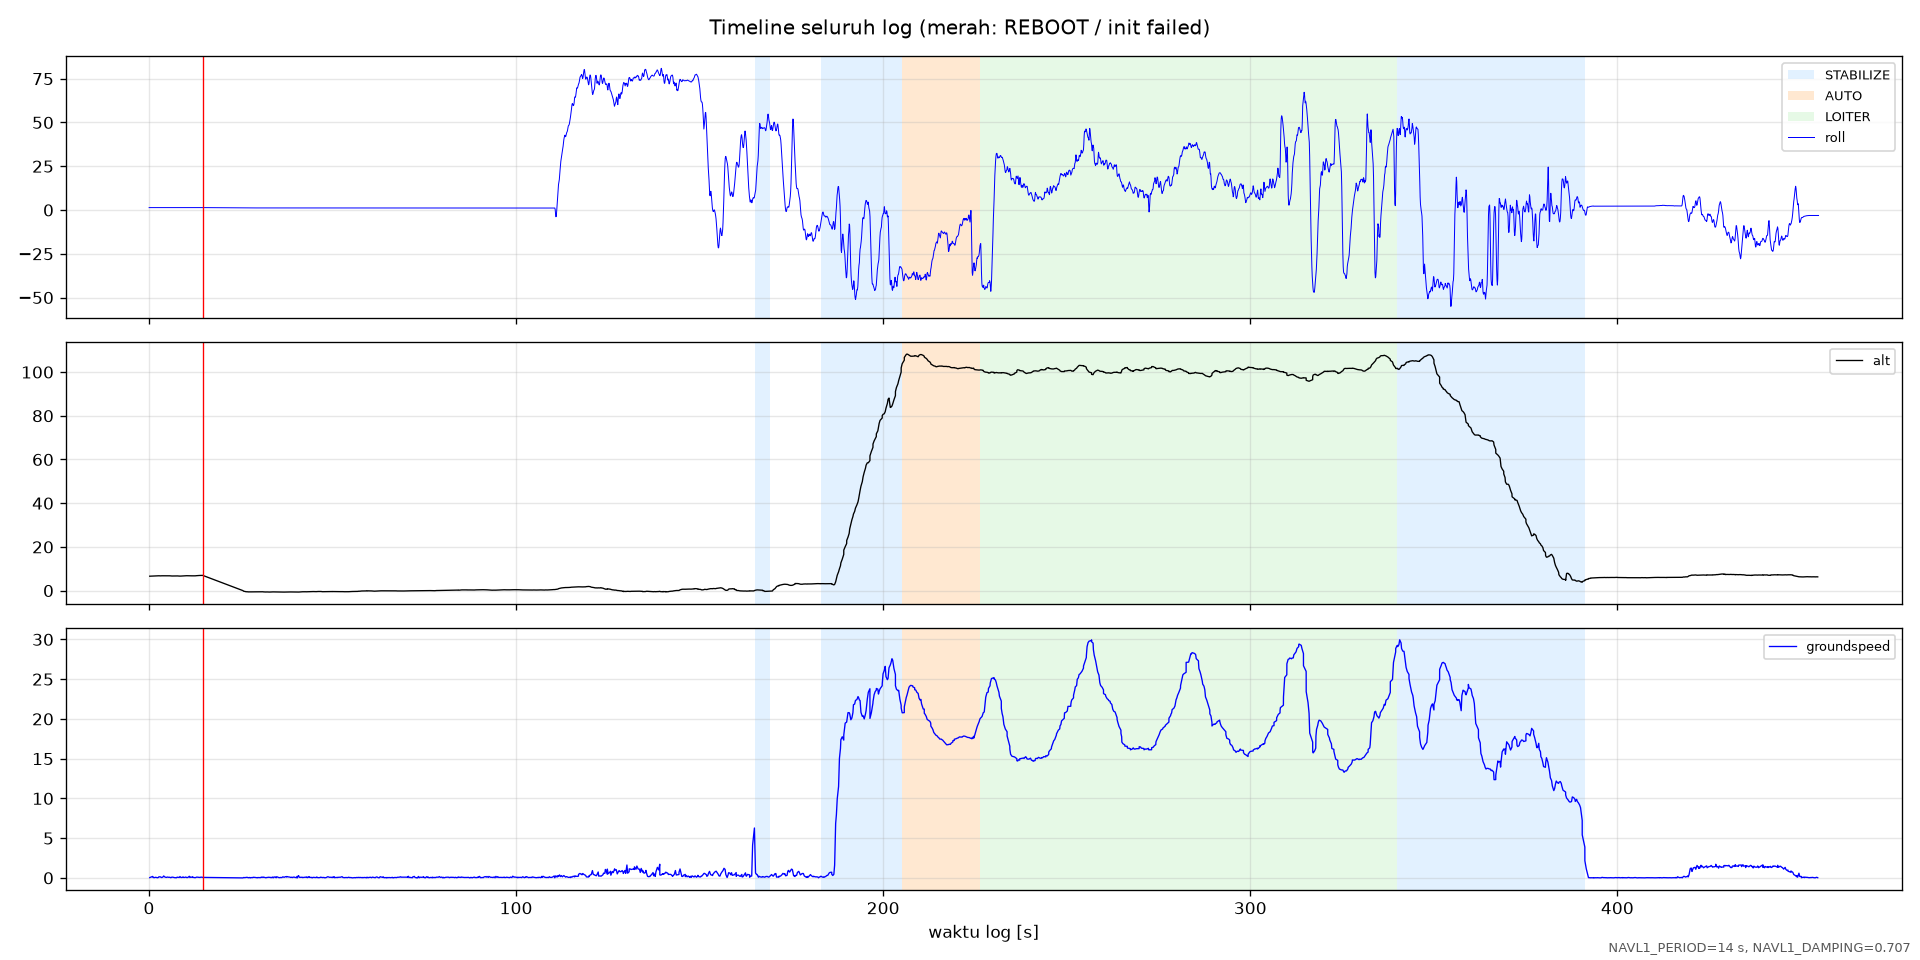 Timeline seluruh log (merah: REBOOT / init failed)
75
50
25
0
−25
−50
STABILIZE
AUTO
LOITER
roll
100
80
60
40
20
0
alt
30
25
20
15
10
5
0
groundspeed
0
100
200
300
400
waktu log [s]
NAVL1_PERIOD=14 s, NAVL1_DAMPING=0.707